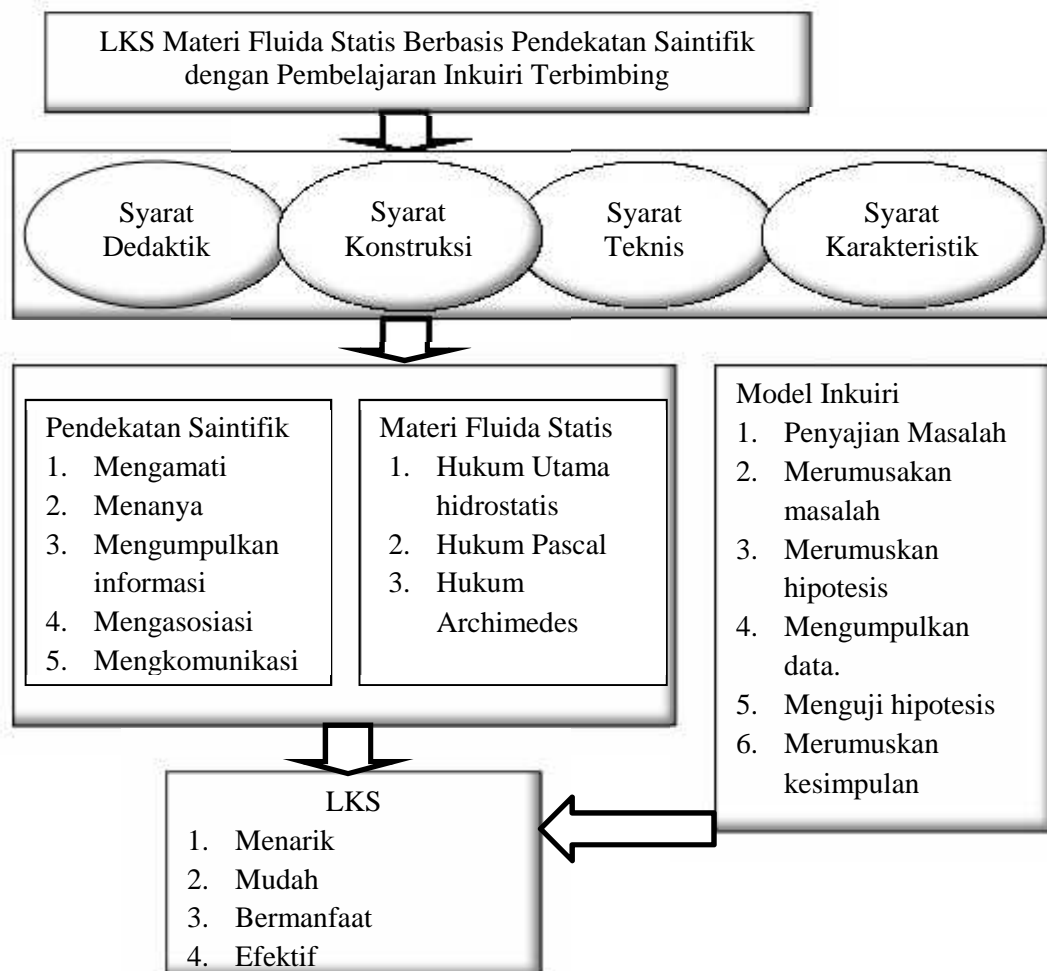 LKS Materi Fluida Statis Berbasis Pendekatan Saintifik
dengan Pembelajaran Inkuiri Terbimbing
Syarat
Dedaktik
Syarat
Konstruksi
Syarat
Teknis
Syarat
Karakteristik
Pendekatan Saintifik
1. Mengamati
2. Menanya
3. Mengumpulkan
informasi
4. Mengasosiasi
5. Mengkomunikasi
Materi Fluida Statis
1. Hukum Utama
hidrostatis
2. Hukum Pascal
3. Hukum
Archimedes
Model Inkuiri
1. Penyajian Masalah
2. Merumusakan
masalah
3. Merumuskan
hipotesis
4. Mengumpulkan
data.
5. Menguji hipotesis
6. Merumuskan
kesimpulan
LKS
1. Menarik
2. Mudah
3. Bermanfaat
4. Efektif